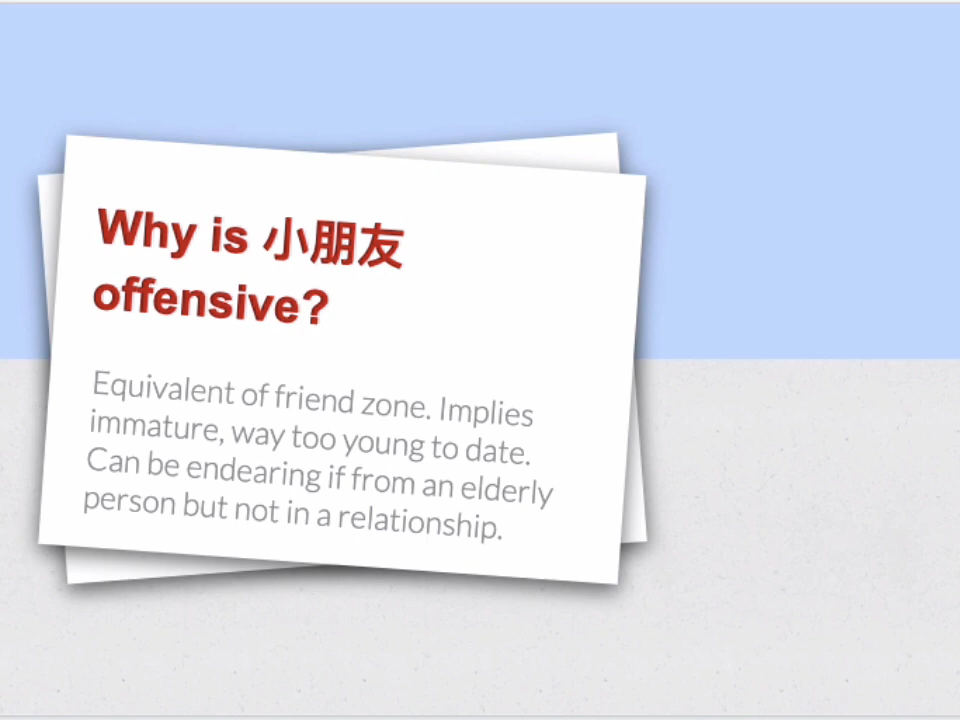 Why is 小朋友
offensive?
Equivalent of friend zone. Implies
immature, way too young to date.
Can be endearing if from an elderly
person but not in a relationship.